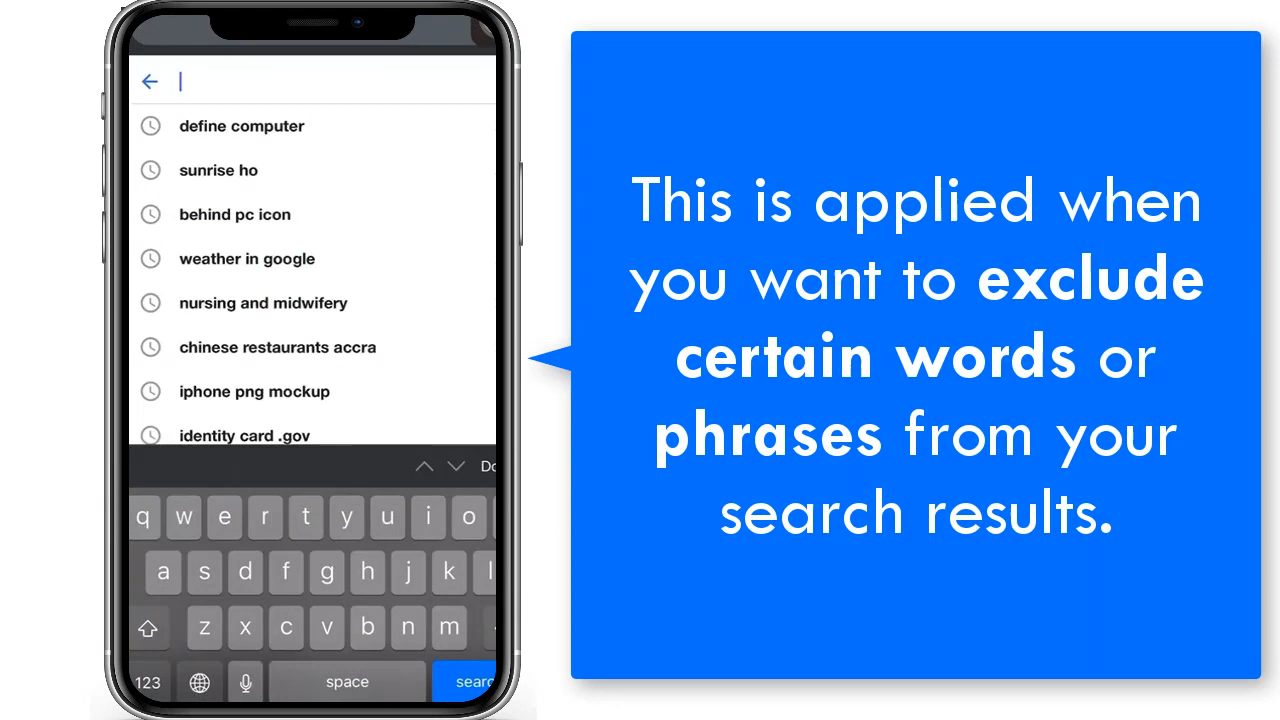 define computer
sunrise ho
behind pc icon
weather in google
nursing and midwifery
chinese restaurants accra
iphone png mockup
identity card .gov
q w e r t y u i o
a s d f g h j k l
z x c v b n m
123 space
This is applied when
you want to exclude
certain words or
phrases from your
search results.